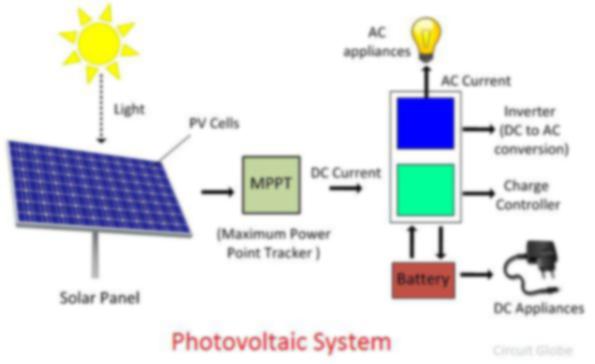 AC
appliances
AC Current
Light
PV Cells
Inverter
(DC to AC
conversion)
MPPT
DC Current
Charge
Controller
(Maximum Power
Point Tracker )
Battery
Solar Panel
DC Appliances
Photovoltaic System
Circuit Globe